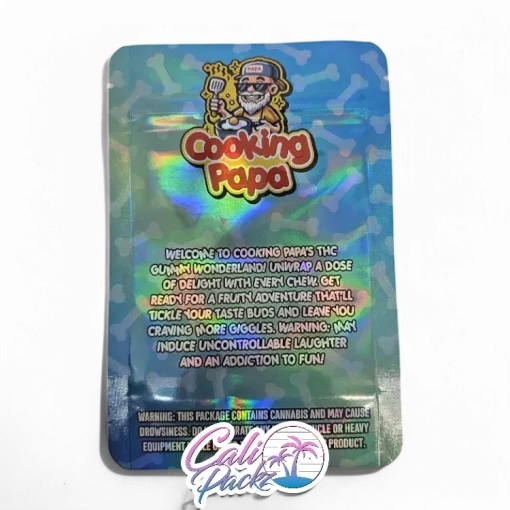 PAPA
Cooking
Papa
WELCOME TO COOKING PAPA'S THC
GUMMY WONDERLAND! UNWRAP A DOSE
OF DELIGHT WITH EVERY CHEW. GET
READY FOR A FRUITY ADVENTURE THAT'LL
TICKLE YOUR TASTE BUDS AND LEAVE YOU
CRAVING MORE GIGGLES. WARNING: MAY
INDUCE UNCONTROLLABLE LAUGHTER
AND AN ADDICTION TO FUN!
WARNING: THIS PACKAGE CONTAINS CANNABIS AND MAY CAUSE
DROWSINESS. DO OR HEAVY
EQUIPMENT PRODUCT.
Cali
Packz